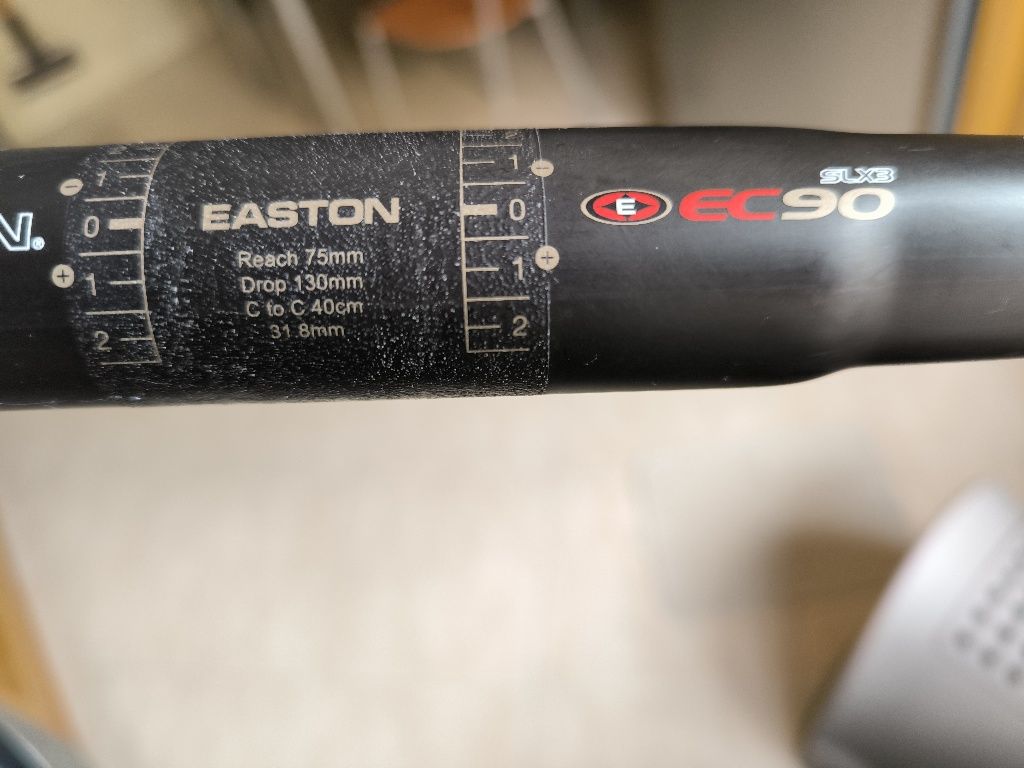 N®
- 1 0 + 1 2
EASTON
Reach 75mm
Drop 130mm
C to C 40cm
31.8mm
1 - 0 1 + 2
E EC90
SLX3